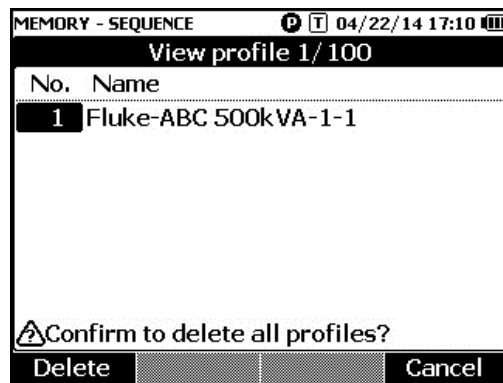 MEMORY - SEQUENCE P T 04/22/14 17:10
View profile 1/100
No. Name
1 Fluke-ABC 500kVA-1-1
Confirm to delete all profiles?
Delete Cancel